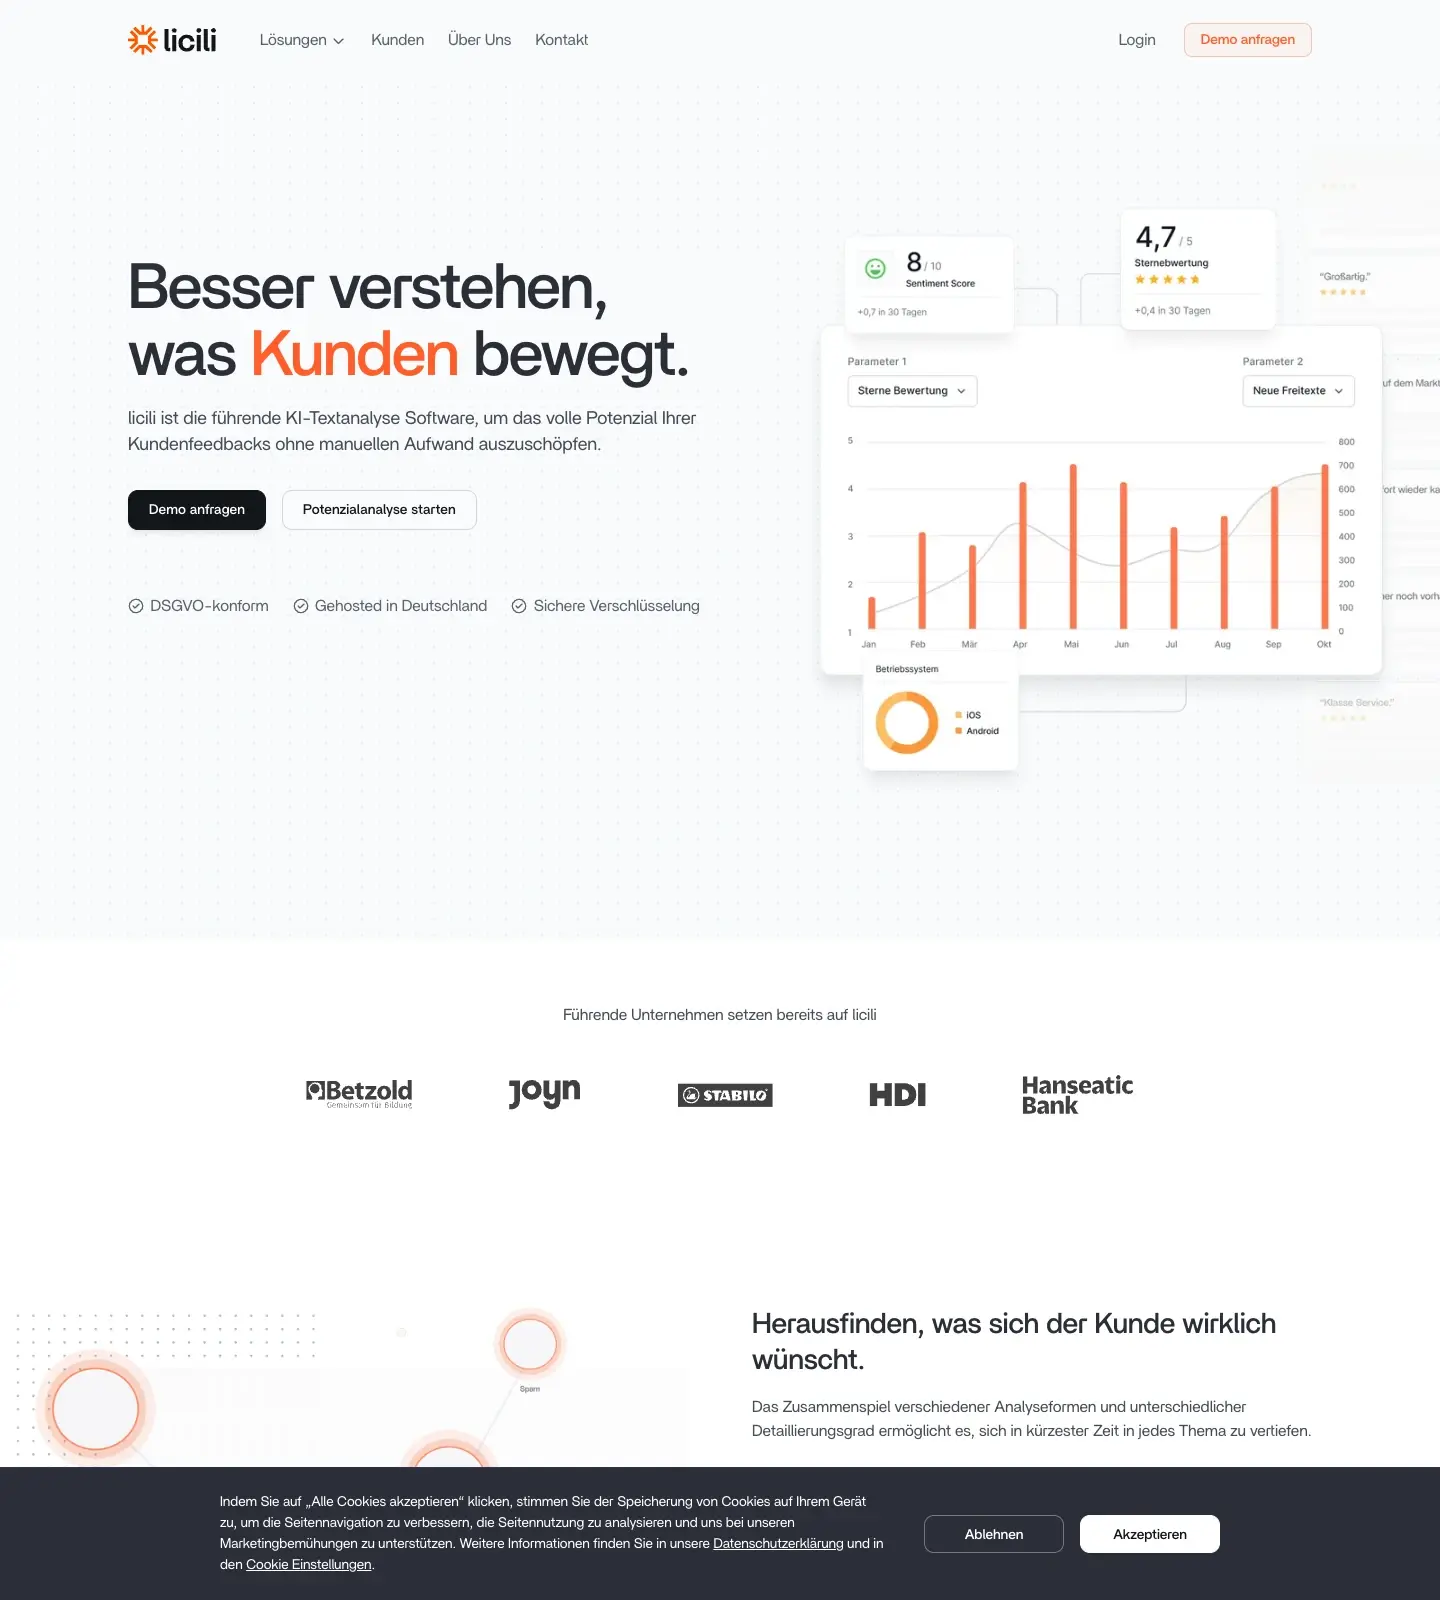 licili
Lösungen
Kunden
Über Uns
Kontakt
Login
Demo anfragen
Besser verstehen,
was Kunden bewegt.
licili ist die führende KI-Textanalyse Software, um das volle Potenzial Ihrer
Kundenfeedbacks ohne manuellen Aufwand auszuschöpfen.
Demo anfragen
Potenzialanalyse starten
DSGVO-konform
Gehosted in Deutschland
Sichere Verschlüsselung
8 / 10
Sentiment Score
+0,7 in 30 Tagen
4,7 / 5
Sternebewertung
+0,4 in 30 Tagen
“Großartig.”
Parameter 1
Sterne Bewertung
Parameter 2
Neue Freitexte
uf dem Markt
5
4
3
2
1
800
700
600
500
400
300
200
100
0
Jan
Feb
Mär
Apr
Mai
Jun
Jul
Aug
Sep
Okt
ort wieder ka
er noch vorh
“Klasse Service.”
Betriebssystem
iOS
Android
Führende Unternehmen setzen bereits auf licili
Betzold
Gemeinsam für Bildung
Joyn
STABILO
HDI
Hanseatic
Bank
Spam
Herausfinden, was sich der Kunde wirklich
wünscht.
Das Zusammenspiel verschiedener Analyseformen und unterschiedlicher
Detaillierungsgrad ermöglicht es, sich in kürzester Zeit in jedes Thema zu vertiefen.
Indem Sie auf „Alle Cookies akzeptieren“ klicken, stimmen Sie der Speicherung von Cookies auf Ihrem Gerät
zu, um die Seitennavigation zu verbessern, die Seitennutzung zu analysieren und uns bei unseren
Marketingbemühungen zu unterstützen. Weitere Informationen finden Sie in unsere Datenschutzerklärung und in
den Cookie Einstellungen.
Ablehnen
Akzeptieren